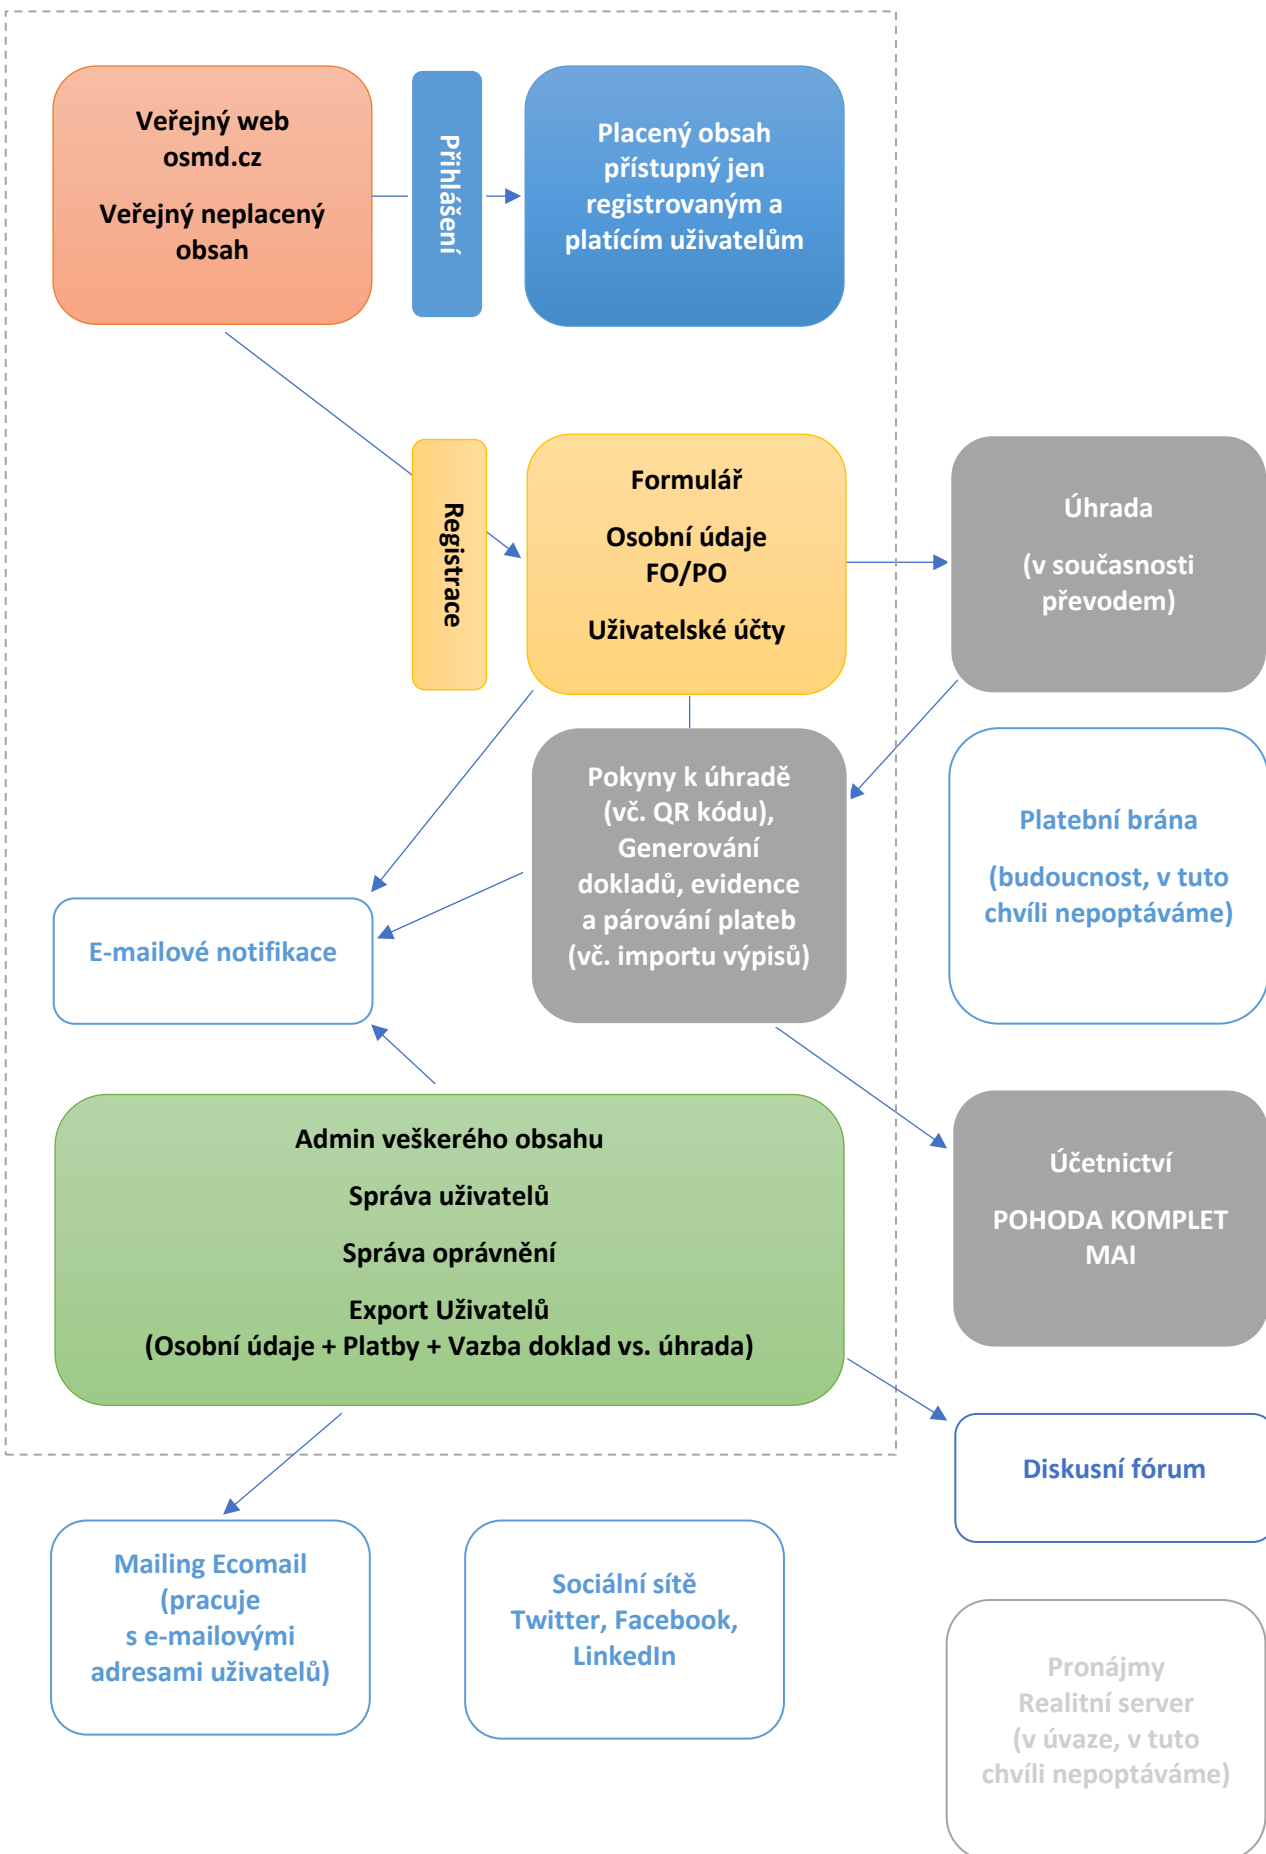 Veřejný web
osmd.cz
Veřejný neplacený
obsah
Přihlášení
Placený obsah
přístupný jen
registrovaným a
platícím uživatelům
Registrace
Formulář
Osobní údaje
FO/PO
Uživatelské účty
Úhrada
(v současnosti
převodem)
Pokyny k úhradě
(vč. QR kódu),
Generování
dokladů, evidence
a párování plateb
(vč. importu výpisů)
Platební brána
(budoucnost, v tuto
chvíli nepoptáváme)
E-mailové notifikace
Admin veškerého obsahu
Správa uživatelů
Správa oprávnění
Export Uživatelů
(Osobní údaje + Platby + Vazba doklad vs. úhrada)
Účetnictví
POHODA KOMPLET
MAI
Diskusní fórum
Mailing Ecomail
(pracuje
s e-mailovými
adresami uživatelů)
Sociální sítě
Twitter, Facebook,
LinkedIn
Pronájmy
Realitní server
(v úvaze, v tuto
chvíli nepoptáváme)